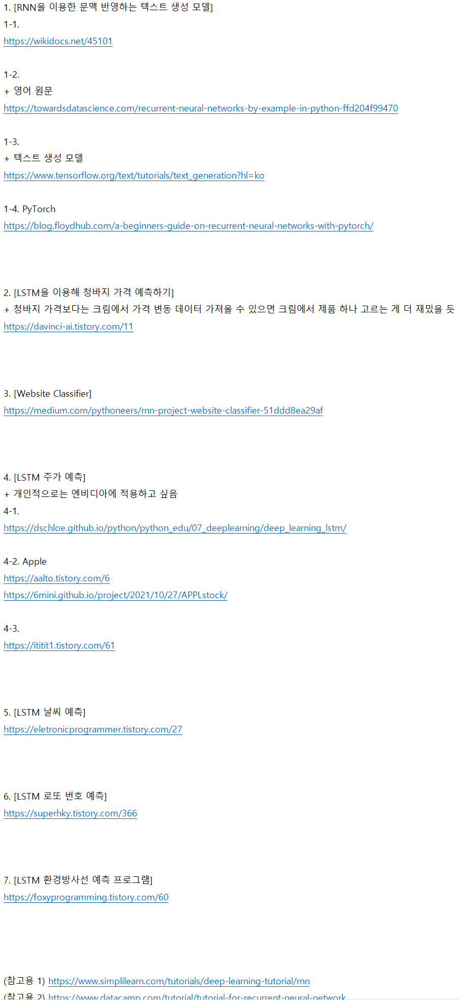 1. [RNN을 이용한 문맥 반영하는 텍스트 생성 모델]
1-1.
https://wikidocs.net/45101
1-2.
+ 영어 원문
https://towardsdatascience.com/recurrent-neural-networks-by-example-in-python-ffd204f99470
1-3.
+ 텍스트 생성 모델
https://www.tensorflow.org/text/tutorials/text_generation?hl=ko
1-4. PyTorch
https://blog.floydhub.com/a-beginners-guide-on-recurrent-neural-networks-with-pytorch/
2. [LSTM을 이용해 청바지 가격 예측하기]
+ 청바지 가격보다는 크림에서 가격 변동 데이터 가져올 수 있으면 크림에서 제품 하나 고르는 게 더 재밌을 듯
https://davinci-ai.tistory.com/11
3. [Website Classifier]
https://medium.com/pythoneers/rnn-project-website-classifier-51ddd8ea29af
4. [LSTM 주가 예측]
+ 개인적으로는 엔비디아에 적용하고 싶음
4-1.
https://dschloe.github.io/python/python_edu/07_deeplearning/deep_learning_lstm/
4-2. Apple
https://aalto.tistory.com/6
https://6mini.github.io/project/2021/10/27/APPLstock/
4-3.
https://ititit1.tistory.com/61
5. [LSTM 날씨 예측]
https://eletronicprogrammer.tistory.com/27
6. [LSTM 로또 번호 예측]
https://superhky.tistory.com/366
7. [LSTM 환경방사선 예측 프로그램]
https://foxyprogramming.tistory.com/60
(참고용 1) https://www.simplilearn.com/tutorials/deep-learning-tutorial/rnn
(참고용 2) https://www.datacamp.com/tutorial/tutorial-for-recurrent-neural-network